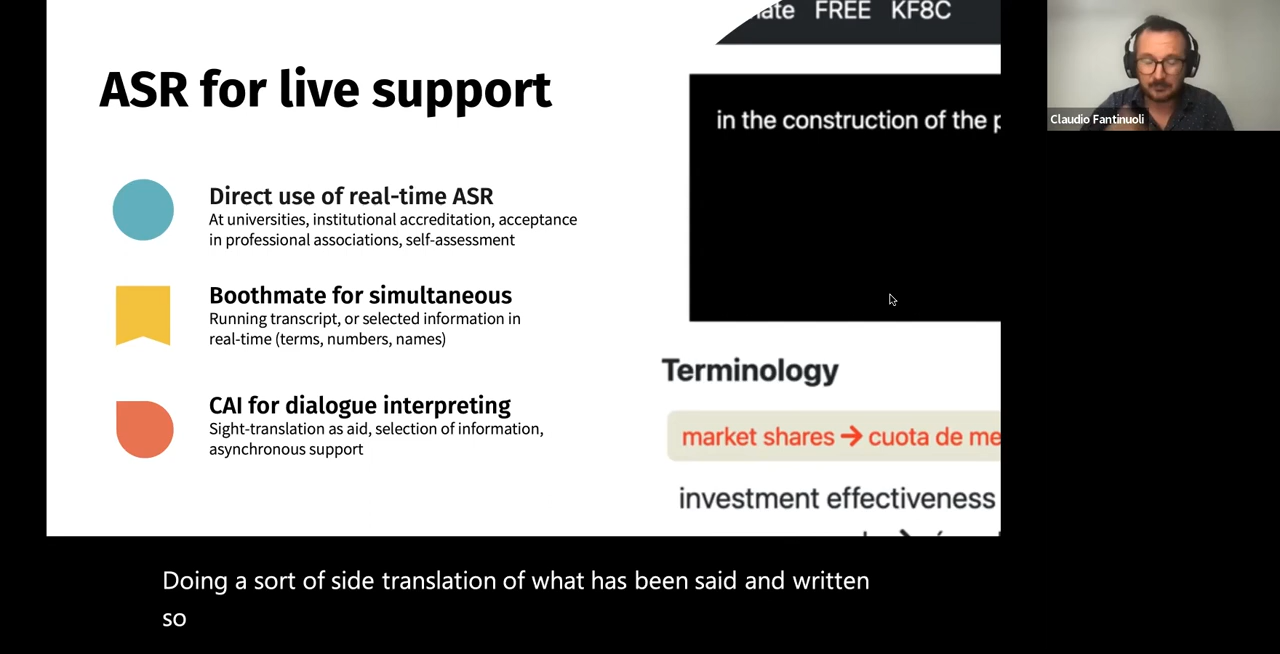 FREE KF8C
ASR for live support
in the construction of the
Direct use of real-time ASR
At universities, institutional accreditation, acceptance
in professional associations, self-assessment
Boothmate for simultaneous
Running transcript, or selected information in
real-time (terms, numbers, names)
CAI for dialogue interpreting
Sight-translation as aid, selection of information,
asynchronous support
Terminology
market shares → cuota de me
investment effectiveness
Claudio Fantinuoli
Doing a sort of side translation of what has been said and written
so